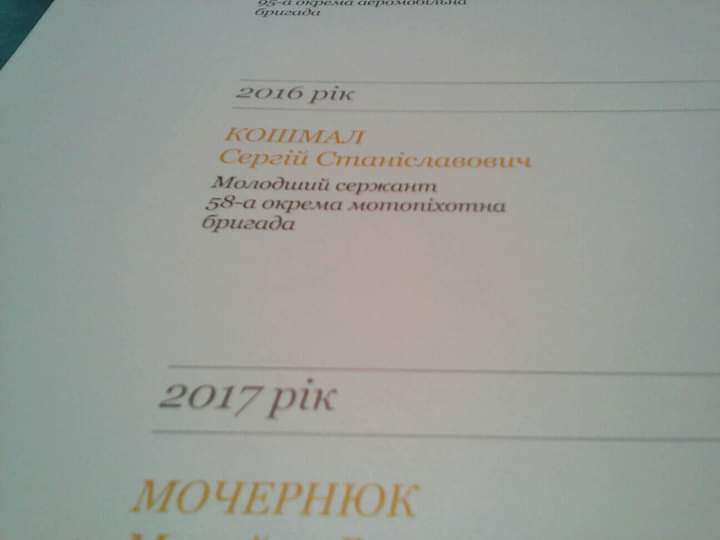 95-а окрема аеромобільна
бригада
2016 рік
КОШМАЛ
Сергій Станіславович
Молодший сержант
58-а окрема мотопіхотна
бригада
2017 рік
МОЧЕРНЮК